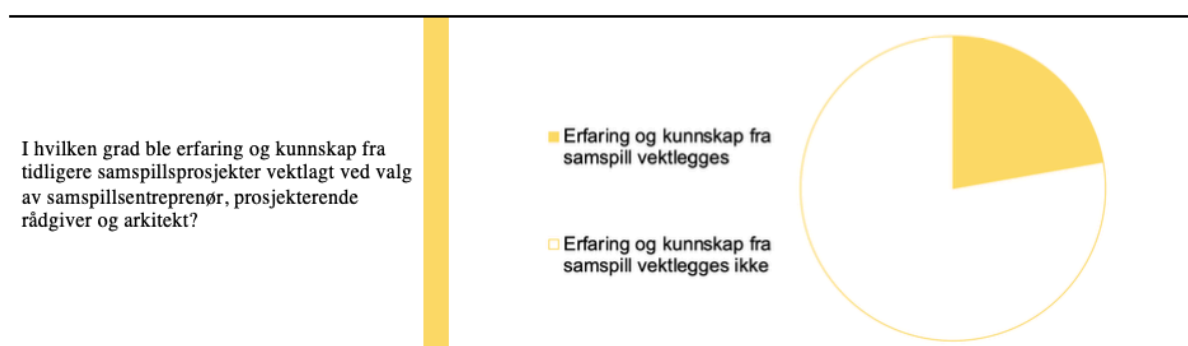 I hvilken grad ble erfaring og kunnskap fra
tidligere samspillsprosjekter vektlagt ved valg
av samspillsentreprenør, prosjekterende
rådgiver og arkitekt?
Erfaring og kunnskap fra
samspill vektlegges
Erfaring og kunnskap fra
samspill vektlegges ikke